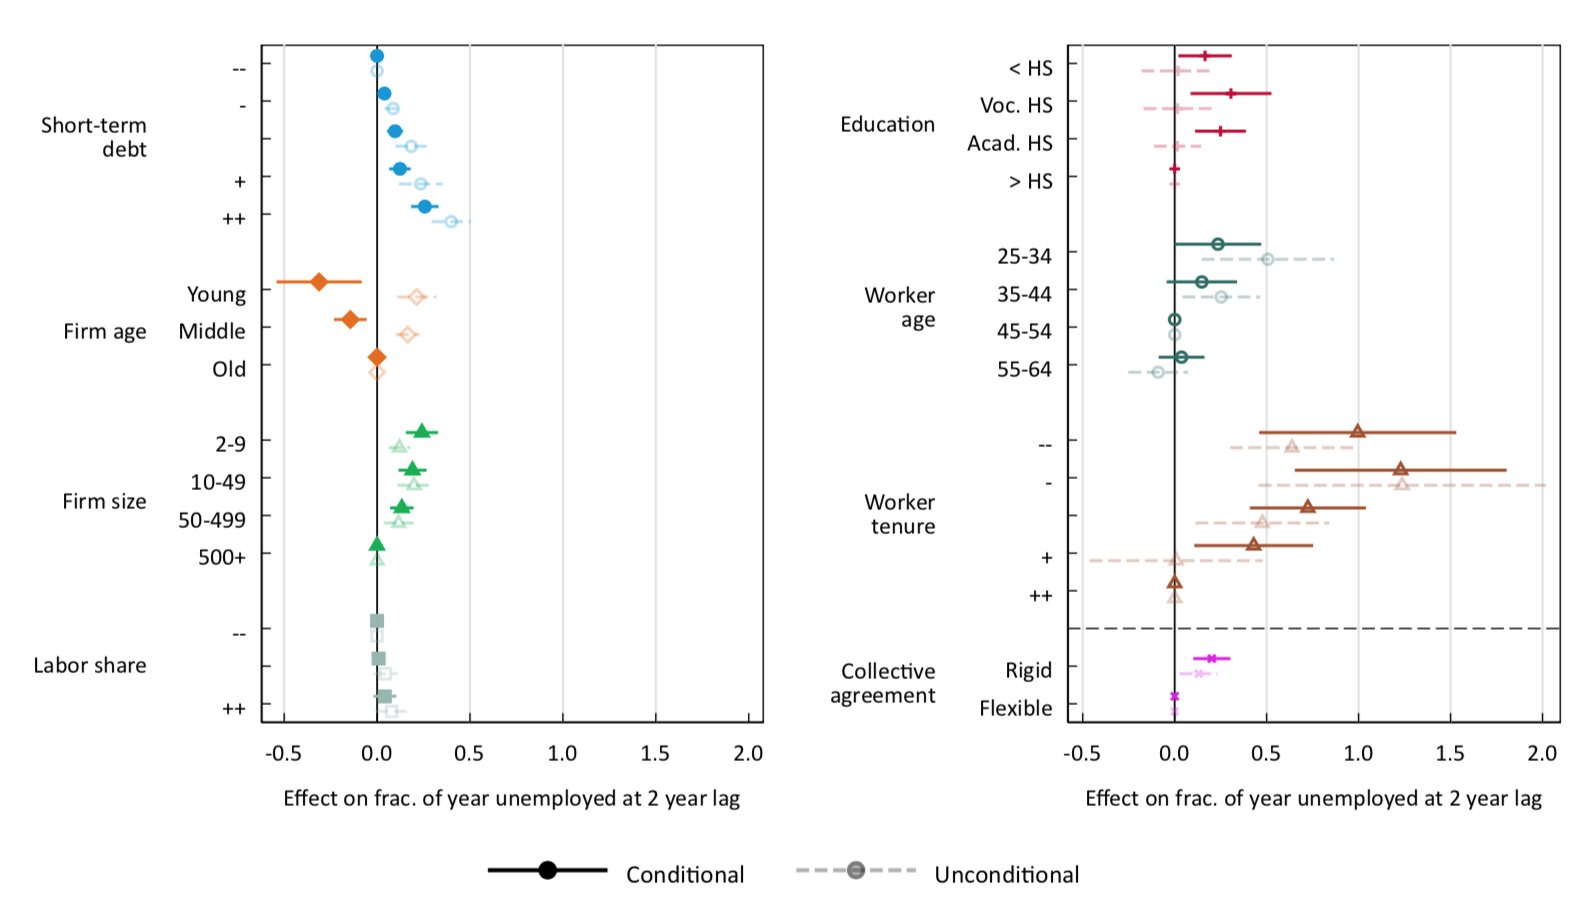 Short-term
debt
--
-
+
++
Firm age
Young
Middle
Old
Firm size
2-9
10-49
50-499
500+
Labor share
--
++
-0.5 0.0 0.5 1.0 1.5 2.0
Effect on frac. of year unemployed at 2 year lag
Education
< HS
Voc. HS
Acad. HS
> HS
Worker
age
25-34
35-44
45-54
55-64
Worker
tenure
--
-
+
++
Collective
agreement
Rigid
Flexible
-0.5 0.0 0.5 1.0 1.5 2.0
Effect on frac. of year unemployed at 2 year lag
Conditional Unconditional